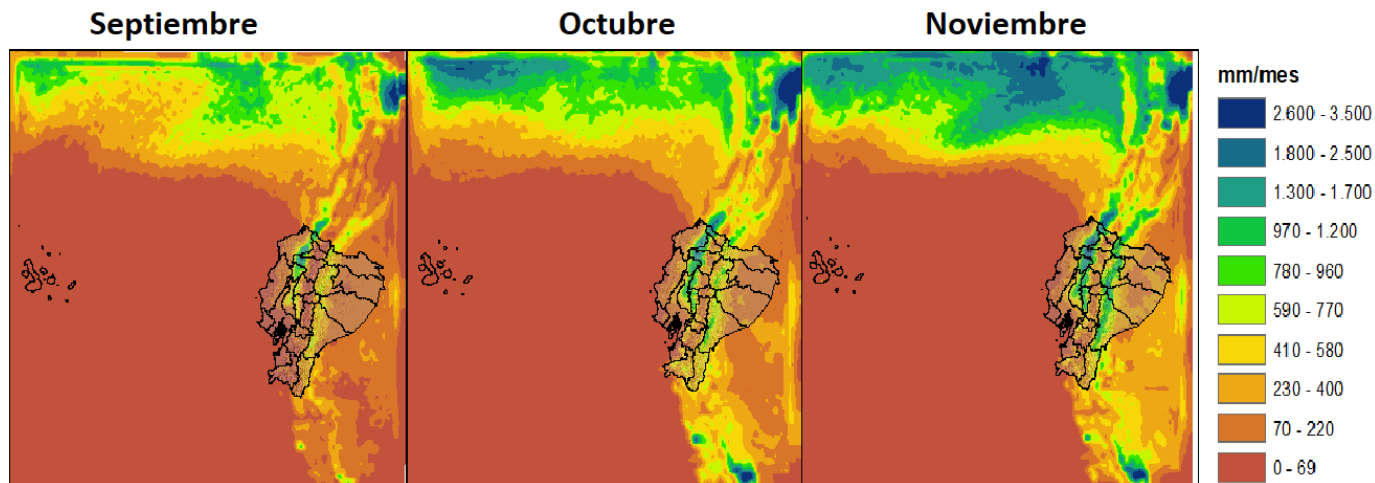 Septiembre
Octubre
Noviembre
mm/mes
2.600 - 3.500
1.800 - 2.500
1.300 - 1.700
970 - 1.200
780 - 960
590 - 770
410 - 580
230 - 400
70 - 220
0 - 69